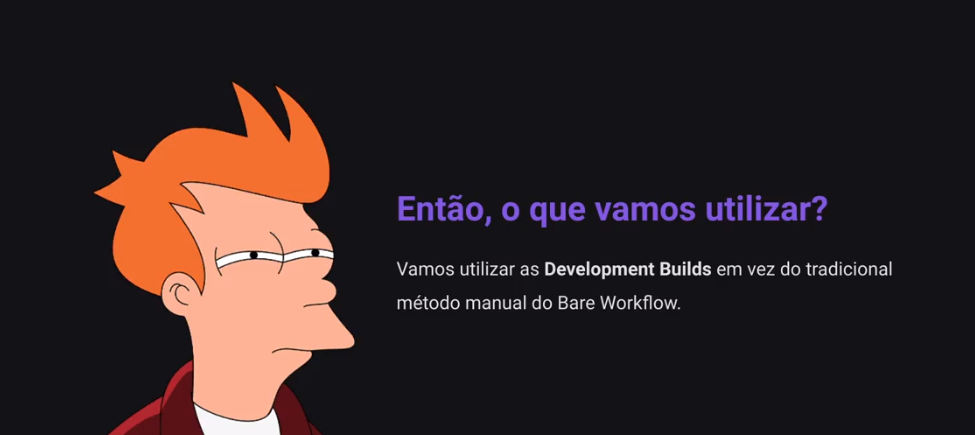 Então, o que vamos utilizar?
Vamos utilizar as Development Builds em vez do tradicional
método manual do Bare Workflow.